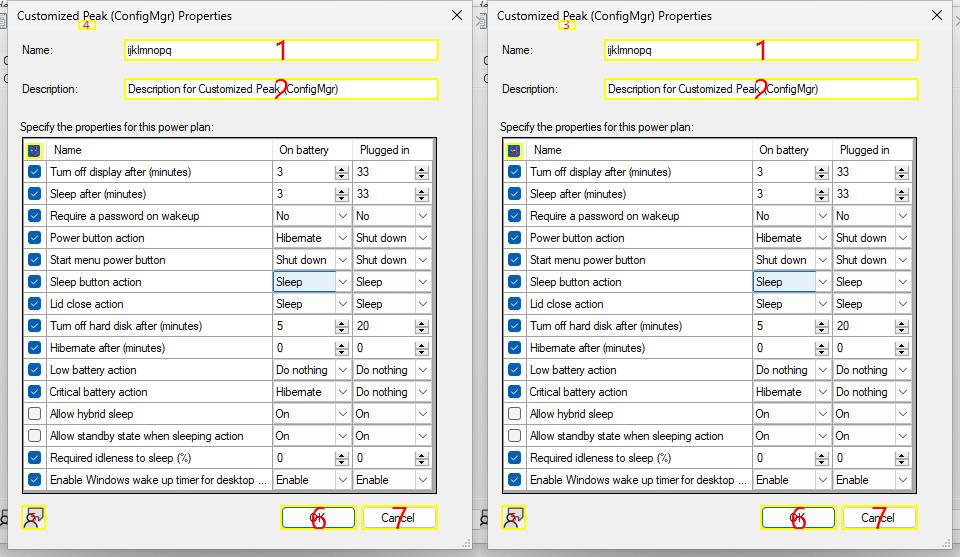 Customized Peak (ConfigMgr) Properties
4
Name: ijklmnopq
1
Description: Description for Customized Peak (ConfigMgr)
2
Specify the properties for this power plan:
Name On battery Plugged in
Turn off display after (minutes) 3 33
Sleep after (minutes) 3 33
Require a password on wakeup No No
Power button action Hibernate Shut down
Start menu power button Shut down Shut down
Sleep button action Sleep Sleep
Lid close action Sleep Sleep
Turn off hard disk after (minutes) 5 20
Hibernate after (minutes) 0 0
Low battery action Do nothing Do nothing
Critical battery action Hibernate Do nothing
Allow hybrid sleep On On
Allow standby state when sleeping action On On
Required idleness to sleep (%) 0 0
Enable Windows wake up timer for desktop ... Enable Enable
OK Cancel
6 7
Customized Peak (ConfigMgr) Properties
3
Name: ijklmnopq
1
Description: Description for Customized Peak (ConfigMgr)
2
Specify the properties for this power plan:
Name On battery Plugged in
Turn off display after (minutes) 3 33
Sleep after (minutes) 3 33
Require a password on wakeup No No
Power button action Hibernate Shut down
Start menu power button Shut down Shut down
Sleep button action Sleep Sleep
Lid close action Sleep Sleep
Turn off hard disk after (minutes) 5 20
Hibernate after (minutes) 0 0
Low battery action Do nothing Do nothing
Critical battery action Hibernate Do nothing
Allow hybrid sleep On On
Allow standby state when sleeping action On On
Required idleness to sleep (%) 0 0
Enable Windows wake up timer for desktop ... Enable Enable
OK Cancel
6 7